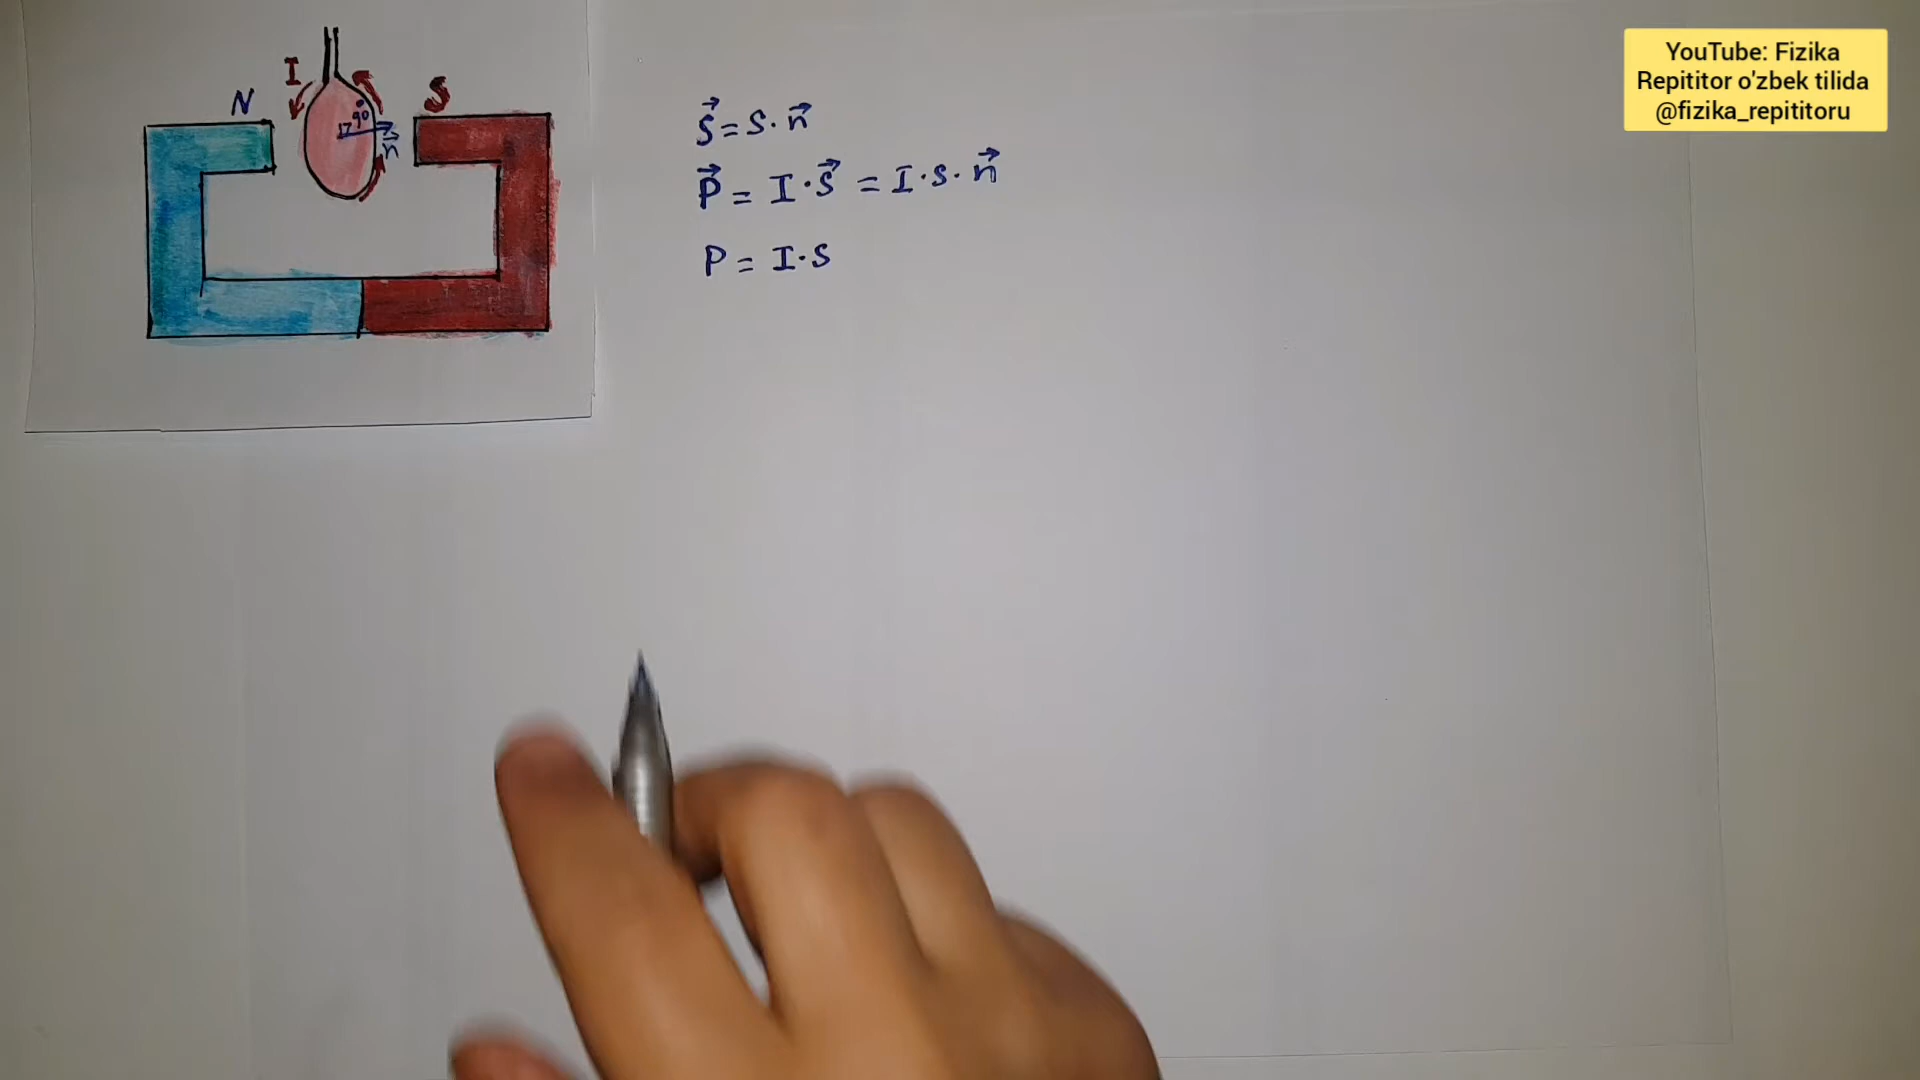 YouTube: Fizika
Repititor o'zbek tilida
@fizika_repititoru
I
N
S
90°
n⃗
S⃗ = S · n⃗
P⃗ = I · S⃗ = I · S · n⃗
P = I · S